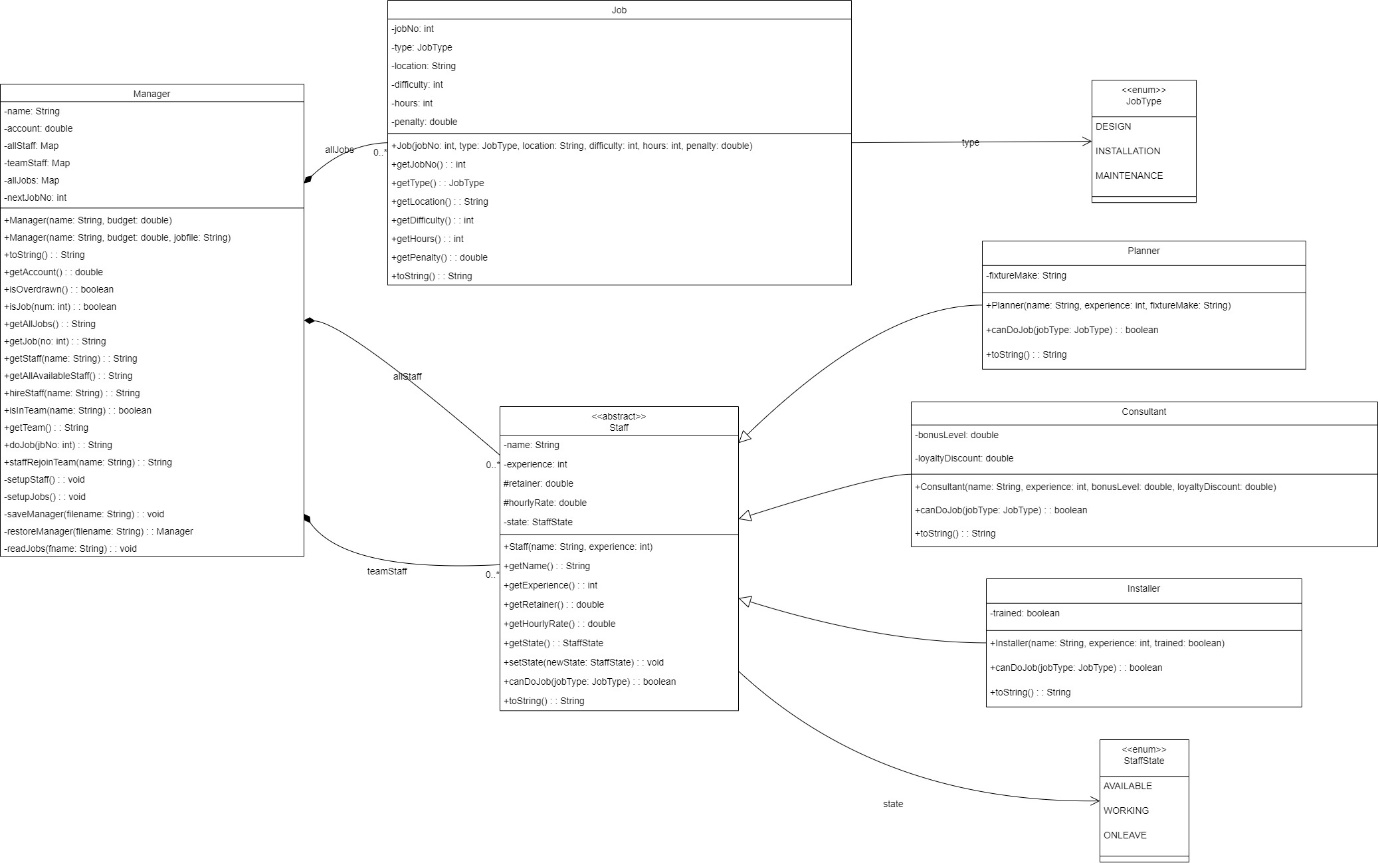 Job
-jobNo: int
-type: JobType
-location: String
-difficulty: int
-hours: int
-penalty: double
+Job(jobNo: int, type: JobType, location: String, difficulty: int, hours: int, penalty: double)
+getJobNo() : : int
+getType() : : JobType
+getLocation() : : String
+getDifficulty() : : int
+getHours() : : int
+getPenalty() : : double
+toString() : : String
Manager
-name: String
-account: double
-allStaff: Map
-teamStaff: Map
-allJobs: Map
-nextJobNo: int
+Manager(name: String, budget: double)
+Manager(name: String, budget: double, jobfile: String)
+toString() : : String
+getAccount() : : double
+isOverdrawn() : : boolean
+isJob(num: int) : : boolean
+getAllJobs() : : String
+getJob(no: int) : : String
+getStaff(name: String) : : String
+getAllAvailableStaff() : : String
+hireStaff(name: String) : : String
+isInTeam(name: String) : : boolean
+getTeam() : : String
+doJob(jbNo: int) : : String
+staffRejoinTeam(name: String) : : String
-setupStaff() : : void
-setupJobs() : : void
-saveManager(filename: String) : : void
-restoreManager(filename: String) : : Manager
-readJobs(fname: String) : : void
allJobs
0..*
type
<<enum>>
JobType
DESIGN
INSTALLATION
MAINTENANCE
Planner
-fixtureMake: String
+Planner(name: String, experience: int, fixtureMake: String)
+canDoJob(jobType: JobType) : : boolean
+toString() : : String
allStaff
0..*
<<abstract>>
Staff
-name: String
-experience: int
#retainer: double
#hourlyRate: double
-state: StaffState
+Staff(name: String, experience: int)
+getName() : : String
+getExperience() : : int
+getRetainer() : : double
+getHourlyRate() : : double
+getState() : : StaffState
+setState(newState: StaffState) : : void
+canDoJob(jobType: JobType) : : boolean
+toString() : : String
teamStaff
0..*
Consultant
-bonusLevel: double
-loyaltyDiscount: double
+Consultant(name: String, experience: int, bonusLevel: double, loyaltyDiscount: double)
+canDoJob(jobType: JobType) : : boolean
+toString() : : String
Installer
-trained: boolean
+Installer(name: String, experience: int, trained: boolean)
+canDoJob(jobType: JobType) : : boolean
+toString() : : String
state
<<enum>>
StaffState
AVAILABLE
WORKING
ONLEAVE